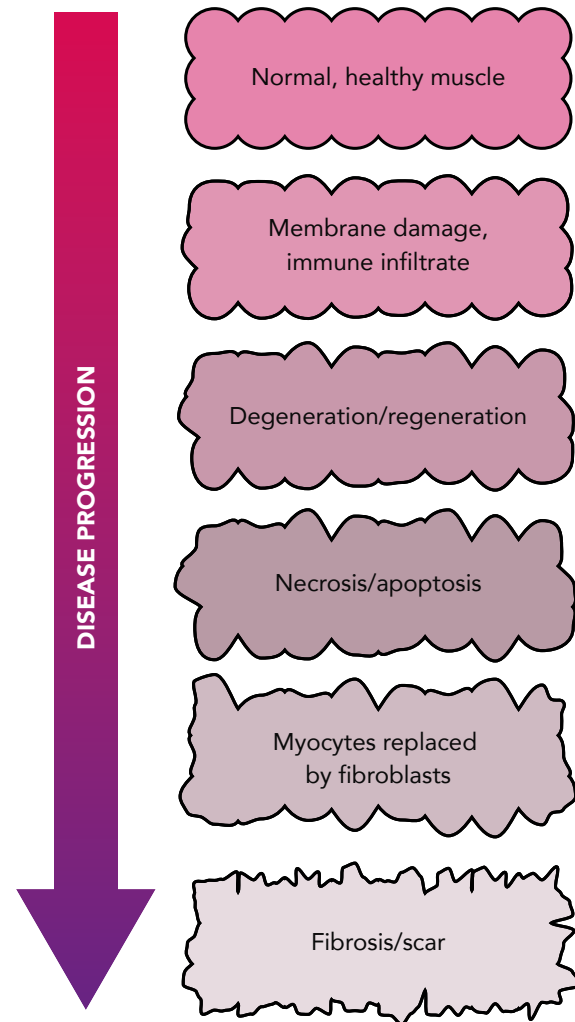 DISEASE PROGRESSION
Normal, healthy muscle
Membrane damage,
immune infiltrate
Degeneration/regeneration
Necrosis/apoptosis
Myocytes replaced
by fibroblasts
Fibrosis/scar